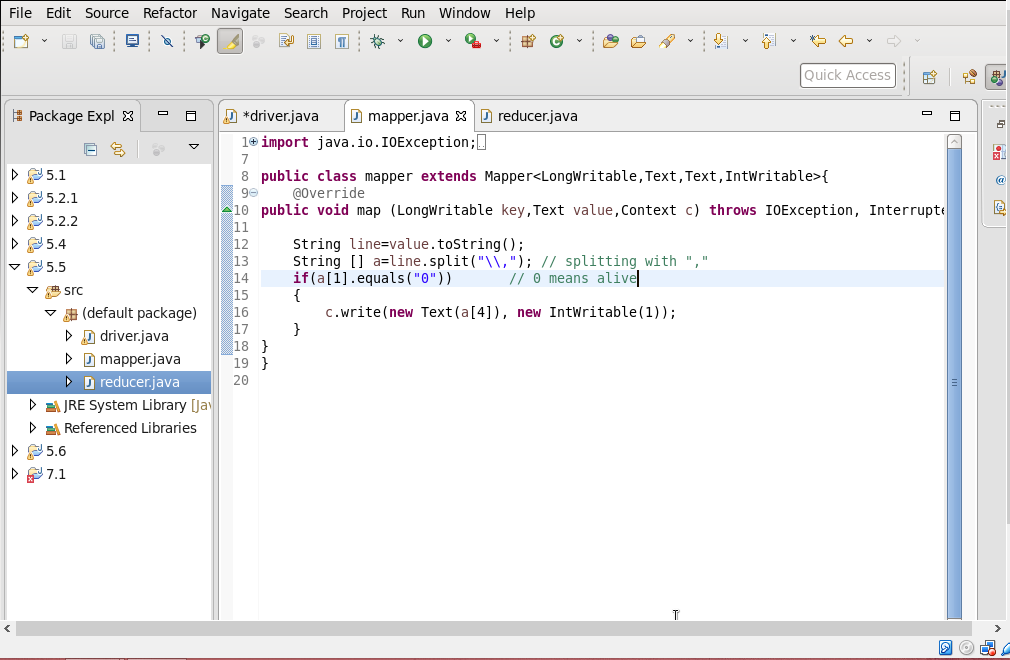 File Edit Source Refactor Navigate Search Project Run Window Help
Quick Access
Package Expl
*driver.java
mapper.java
reducer.java
5.1
5.2.1
5.2.2
5.4
5.5
src
(default package)
driver.java
mapper.java
reducer.java
JRE System Library [Jav
Referenced Libraries
5.6
7.1
1 import java.io.IOException;
7
8 public class mapper extends Mapper<LongWritable,Text,Text,IntWritable>{
9 @Override
10 public void map (LongWritable key,Text value,Context c) throws IOException, Interrupte
11
12 String line=value.toString();
13 String [] a=line.split("\\,"); // splitting with ","
14 if(a[1].equals("0")) // 0 means alive
15 {
16 c.write(new Text(a[4]), new IntWritable(1));
17 }
18 }
19 }
20